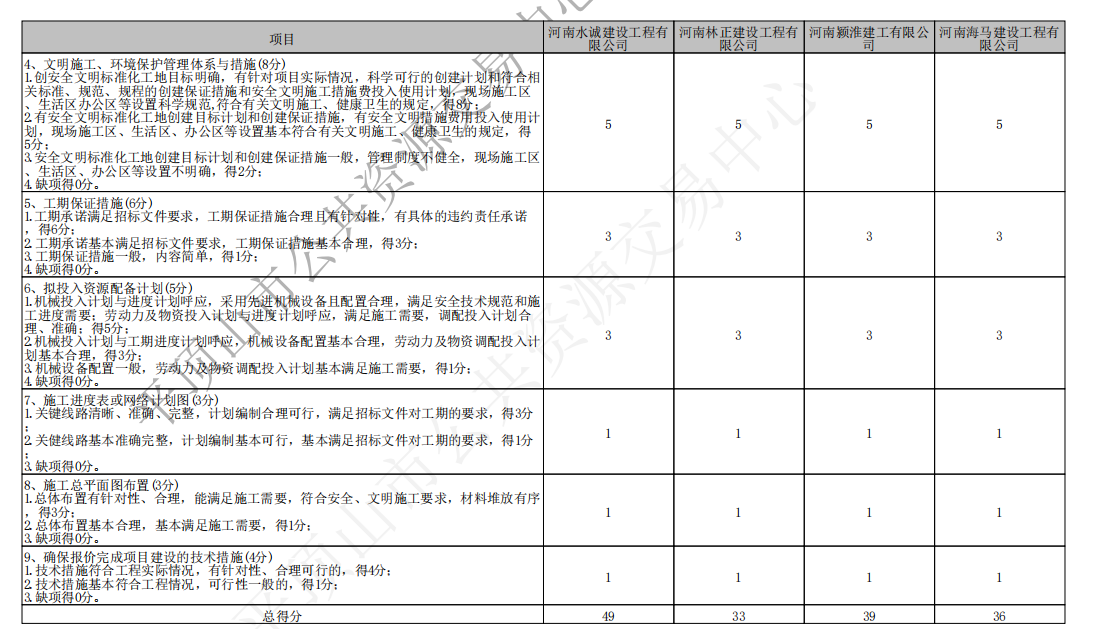 项目
河南水诚建设工程有
限公司
河南林正建设工程有
限公司
河南颍淮建工有限公
司
河南海马建设工程有
限公司
4、文明施工、环境保护管理体系与措施(8分)
1.创安全文明标准化工地目标明确，有针对项目实际情况，科学可行的创建计划和符合相
关标准、规范、规程的创建保证措施和安全文明施工措施费投入使用计划，现场施工区
、生活区办公区等设置科学规范,符合有关文明施工、健康卫生的规定，得8分；
2.有安全文明标准化工地创建目标计划和创建保证措施，有安全文明措施费用投入使用计
划，现场施工区、生活区、办公区等设置基本符合有关文明施工、健康卫生的规定，得
5分；
3.安全文明标准化工地创建目标计划和创建保证措施一般，管理制度不健全，现场施工区
、生活区、办公区等设置不明确，得2分；
4.缺项得0分。
5
5
5
5
5、工期保证措施(6分)
1.工期承诺满足招标文件要求，工期保证措施合理且有针对性，有具体的违约责任承诺
，得6分；
2.工期承诺基本满足招标文件要求，工期保证措施基本合理，得3分；
3.工期保证措施一般，内容简单，得1分；
4.缺项得0分。
3
3
3
3
6、拟投入资源配备计划(5分)
1.机械投入计划与进度计划呼应，采用先进机械设备且配置合理，满足安全技术规范和施
工进度需要；劳动力及物资投入计划与进度计划呼应，满足施工需要，调配投入计划合
理、准确；得5分；
2.机械投入计划与工期进度计划呼应，机械设备配置基本合理，劳动力及物资调配投入计
划基本合理，得3分；
3.机械设备配置一般，劳动力及物资调配投入计划基本满足施工需要，得1分；
4.缺项得0分。
3
3
3
3
7、施工进度表或网络计划图(3分)
1.关键线路清晰、准确、完整，计划编制合理可行，满足招标文件对工期的要求，得3分
；
2.关健线路基本准确完整，计划编制基本可行，基本满足招标文件对工期的要求，得1分
；
3.缺项得0分。
1
1
1
1
8、施工总平面图布置(3分)
1.总体布置有针对性、合理，能满足施工需要，符合安全、文明施工要求，材料堆放有序
，得3分；
2.总体布置基本合理，基本满足施工需要，得1分；
3.缺项得0分。
1
1
1
1
9、确保报价完成项目建设的技术措施(4分)
1.技术措施符合工程实际情况，有针对性、合理可行的，得4分；
2.技术措施基本符合工程情况，可行性一般的，得1分；
3.缺项得0分。
1
1
1
1
总得分
49
33
39
36
平顶山市公共资源交易中心
平顶山市公共资源交易中心